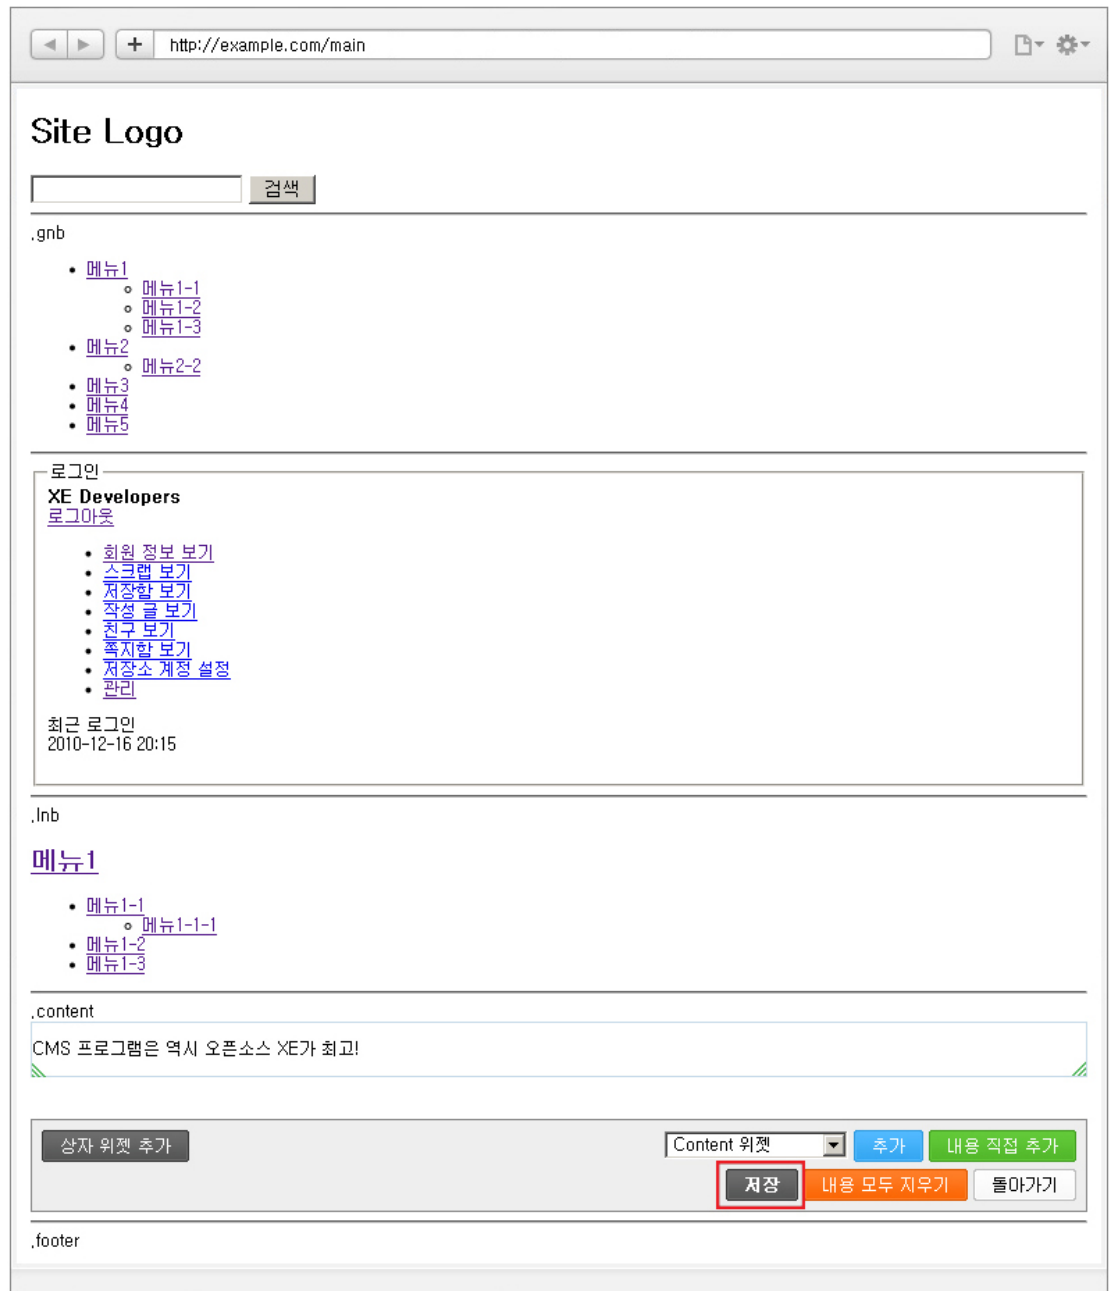 http://example.com/main
Site Logo
검색
.gnb
메뉴1
메뉴1-1
메뉴1-2
메뉴1-3
메뉴2
메뉴2-2
메뉴3
메뉴4
메뉴5
로그인
XE Developers
로그아웃
회원 정보 보기
스크랩 보기
저장함 보기
작성 글 보기
친구 보기
쪽지함 보기
저장소 계정 설정
관리
최근 로그인
2010-12-16 20:15
.lnb
메뉴1
메뉴1-1
메뉴1-1-1
메뉴1-2
메뉴1-3
.content
CMS 프로그램은 역시 오픈소스 XE가 최고!
상자 위젯 추가 Content 위젯 추가 내용 직접 추가
저장 내용 모두 지우기 돌아가기
.footer